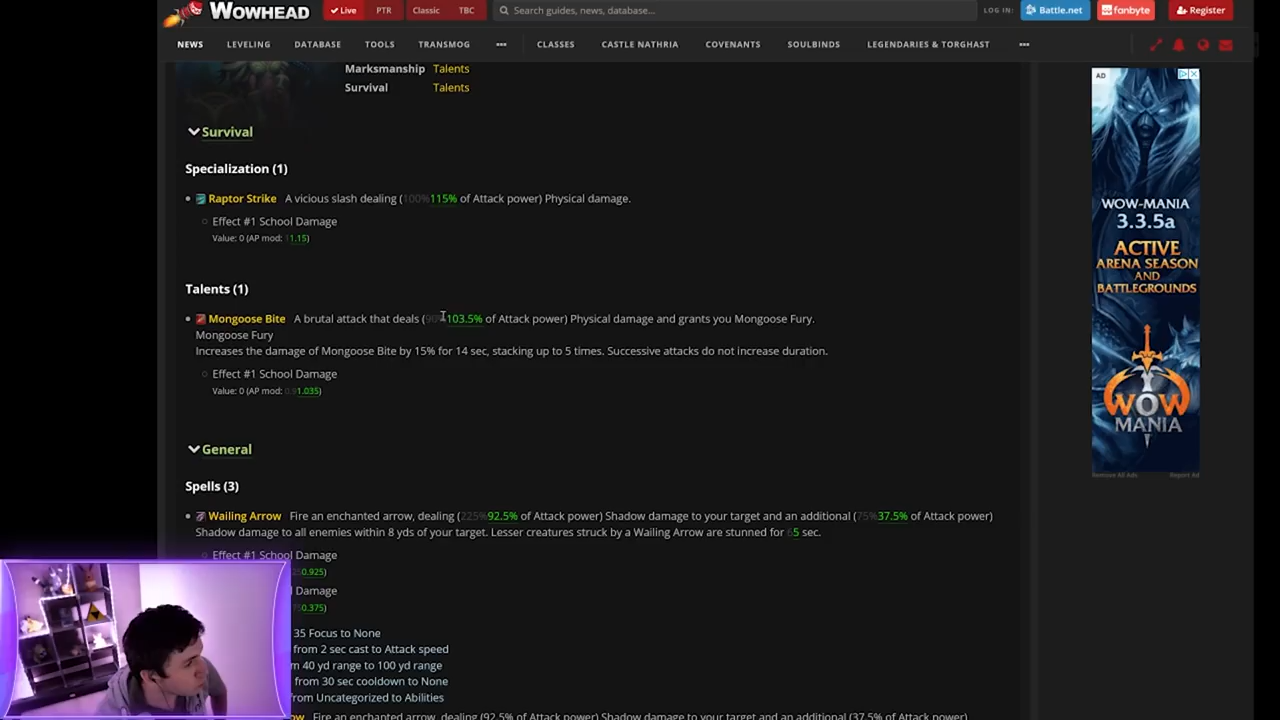 WOWHEAD
Live PTR Classic TBC
Search guides, news, database...
LOG IN: Battle.net fanbyte Register
NEWS LEVELING DATABASE TOOLS TRANSMOG ••• CLASSES CASTLE NATHRIA COVENANTS SOULBINDS LEGENDARIES & TORGHAST •••
Marksmanship Talents
Survival Talents
Survival
Specialization (1)
Raptor Strike A vicious slash dealing (100%115% of Attack power) Physical damage.
Effect #1 School Damage
Value: 0 (AP mod: 11.15)
Talents (1)
Mongoose Bite A brutal attack that deals (103.5% of Attack power) Physical damage and grants you Mongoose Fury.
Mongoose Fury
Increases the damage of Mongoose Bite by 15% for 14 sec, stacking up to 5 times. Successive attacks do not increase duration.
Effect #1 School Damage
Value: 0 (AP mod: 0.91.035)
General
Spells (3)
Wailing Arrow Fire an enchanted arrow, dealing (225%92.5% of Attack power) Shadow damage to your target and an additional (75%37.5% of Attack power)
Shadow damage to all enemies within 8 yds of your target. Lesser creatures struck by a Wailing Arrow are stunned for 65 sec.
Effect #1 School Damage
0.925)
Damage
0.375)
35 Focus to None
from 2 sec cast to Attack speed
40 yd range to 100 yd range
from 30 sec cooldown to None
from Uncategorized to Abilities
Fire an enchanted arrow, dealing (92.5% of Attack power) Shadow damage to your target and an additional (37.5% of Attack power)
AD
WOW-MANIA
3.3.5a
ACTIVE
ARENA SEASON
AND
BATTLEGROUNDS
WOW
MANIA
Remove All Ads Report Ad